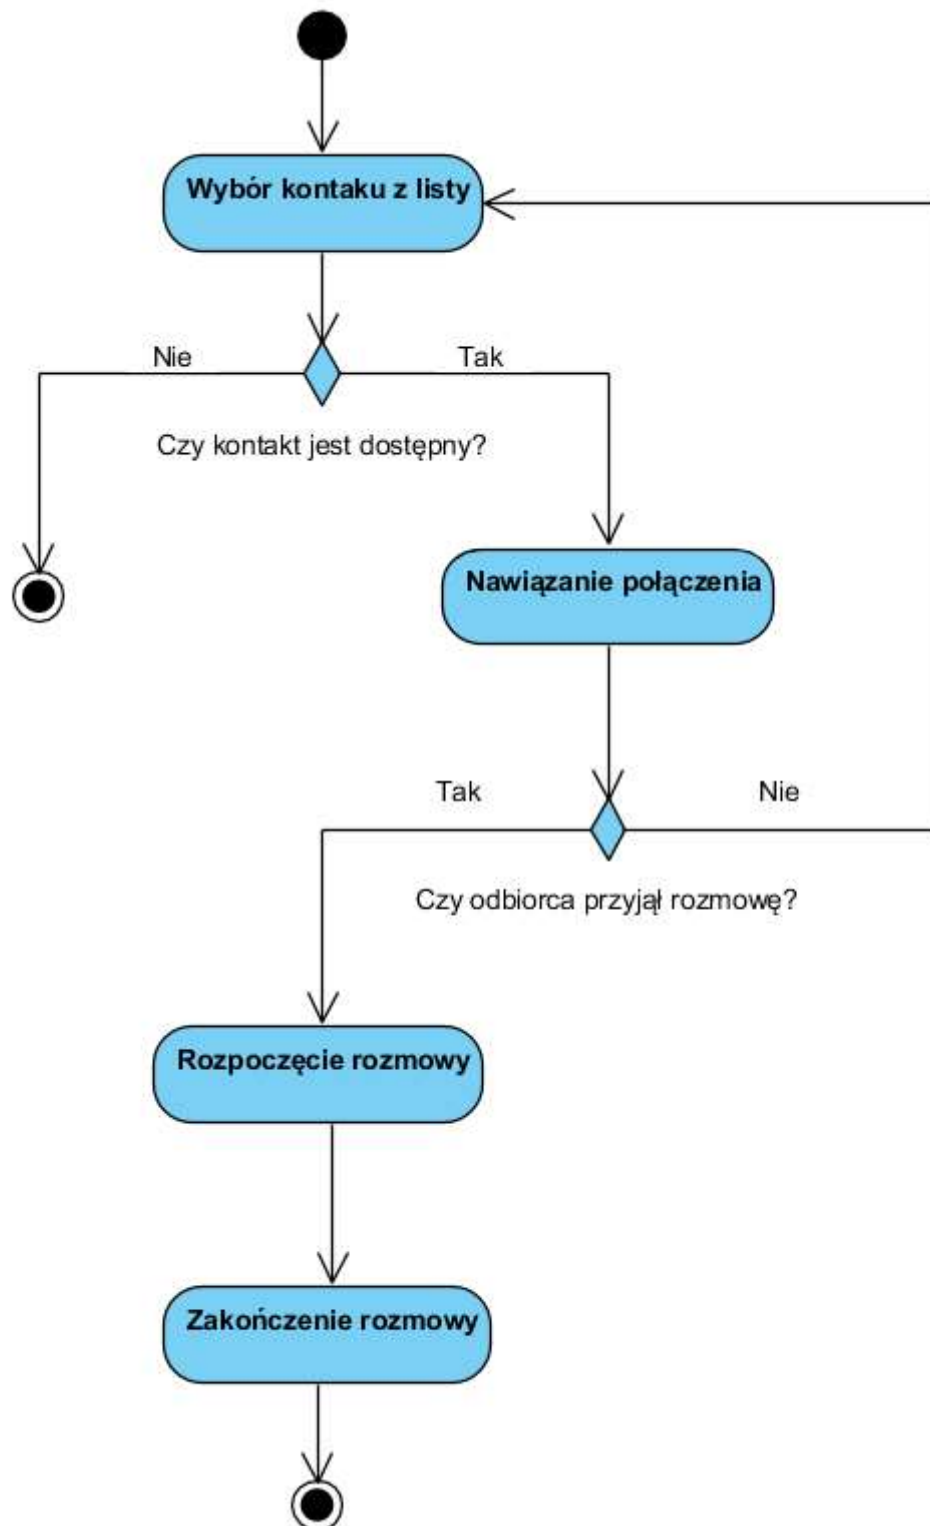 Wybór kontaku z listy
Nie
Tak
Czy kontakt jest dostępny?
Nawiązanie połączenia
Tak
Nie
Czy odbiorca przyjął rozmowę?
Rozpoczęcie rozmowy
Zakończenie rozmowy